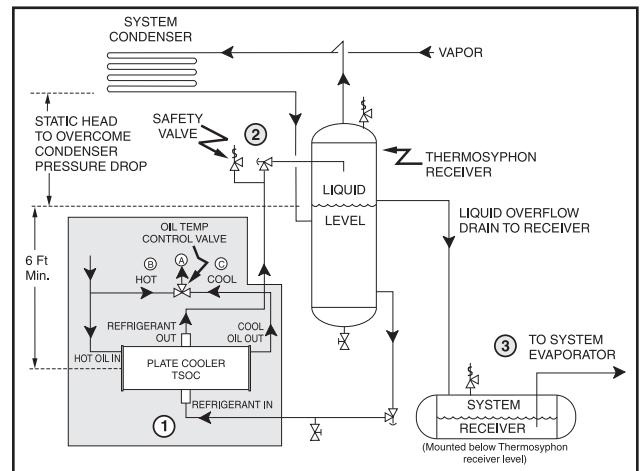 SYSTEM
CONDENSER
VAPOR
STATIC HEAD
TO OVERCOME
CONDENSER
PRESSURE DROP
SAFETY
VALVE
2
THERMOSYPHON
RECEIVER
LIQUID
LEVEL
LIQUID OVERFLOW
DRAIN TO RECEIVER
6 Ft
Min.
OIL TEMP
CONTROL VALVE
B
A
C
HOT
COOL
REFRIGERANT
OUT
COOL
OIL OUT
HOT OIL IN
PLATE COOLER
TSOC
REFRIGERANT IN
1
3
TO SYSTEM
EVAPORATOR
SYSTEM
RECEIVER
(Mounted below Thermosyphon
receiver level)